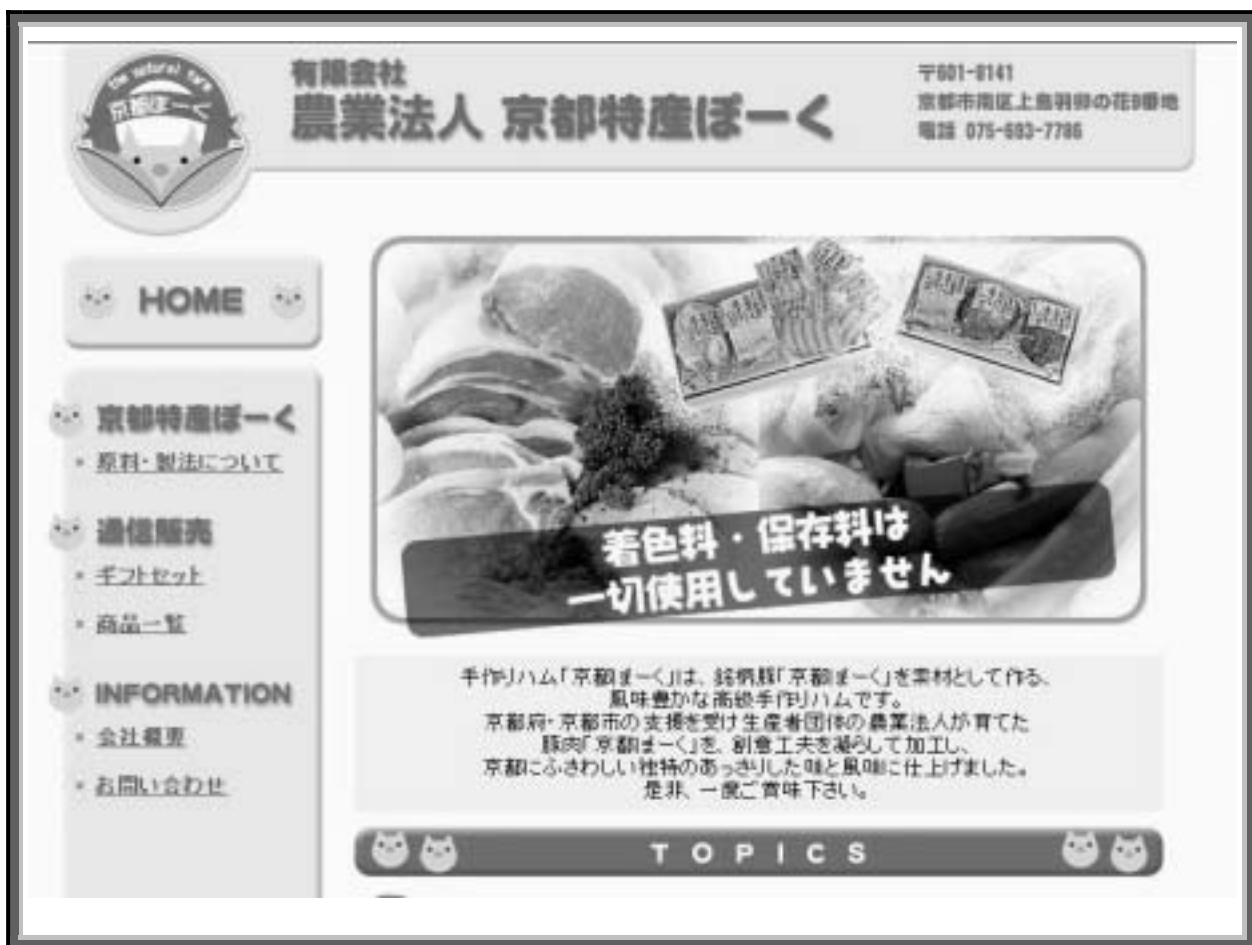 the natural farm
京都ぽーく
有限会社
農業法人 京都特産ぽーく
〒601-8141
京都市南区上鳥羽卯の花9番地
電話 075-693-7786
HOME
京都特産ぽーく
原料・製法について
通信販売
ギフトセット
商品一覧
INFORMATION
会社概要
お問い合わせ
着色料・保存料は
一切使用していません
手作りハム「京都ぽーく」は、銘柄豚「京都ぽーく」を素材として作る、
風味豊かな高級手作りハムです。
京都府・京都市の支援を受け生産者団体の農業法人が育てた
豚肉「京都ぽーく」を、創意工夫を凝らして加工し、
京都にふさわしい独特のあっさりした味と風味に仕上げました。
是非、一度ご賞味下さい。
TOPICS